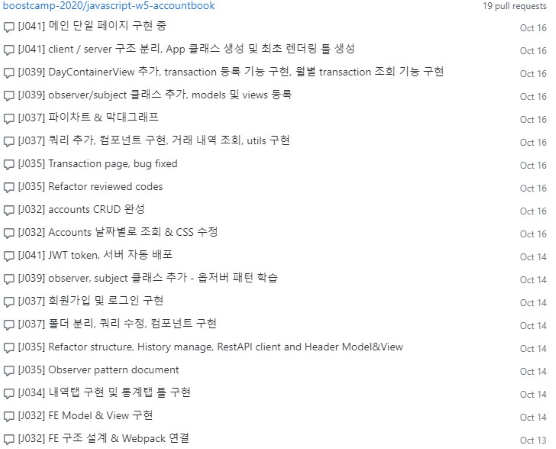 boostcamp-2020/javascript-w5-accountbook 19 pull requests
[J041] 메인 단일 페이지 구현 중 Oct 16
[J041] client / server 구조 분리, App 클래스 생성 및 최초 렌더링 틀 생성 Oct 16
[J039] DayContainerView 추가, transaction 등록 기능 구현, 월별 transaction 조회 기능 구현 Oct 16
[J039] observer/subject 클래스 추가, models 및 views 등록 Oct 16
[J037] 파이차트 & 막대그래프 Oct 16
[J037] 쿼리 추가, 컴포넌트 구현, 거래 내역 조회, utils 구현 Oct 16
[J035] Transaction page, bug fixed Oct 16
[J035] Refactor reviewed codes Oct 16
[J032] accounts CRUD 완성 Oct 16
[J032] Accounts 날짜별로 조회 & CSS 수정 Oct 16
[J041] JWT token, 서버 자동 배포 Oct 14
[J039] observer, subject 클래스 추가 - 옵저버 패턴 학습 Oct 14
[J037] 회원가입 및 로그인 구현 Oct 14
[J037] 폴더 분리, 쿼리 수정, 컴포넌트 구현 Oct 14
[J035] Refactor structure, History manage, RestAPI client and Header Model&View Oct 14
[J035] Observer pattern document Oct 14
[J034] 내역탭 구현 및 통계탭 틀 구현 Oct 14
[J032] FE Model & View 구현 Oct 14
[J032] FE 구조 설계 & Webpack 연결 Oct 13